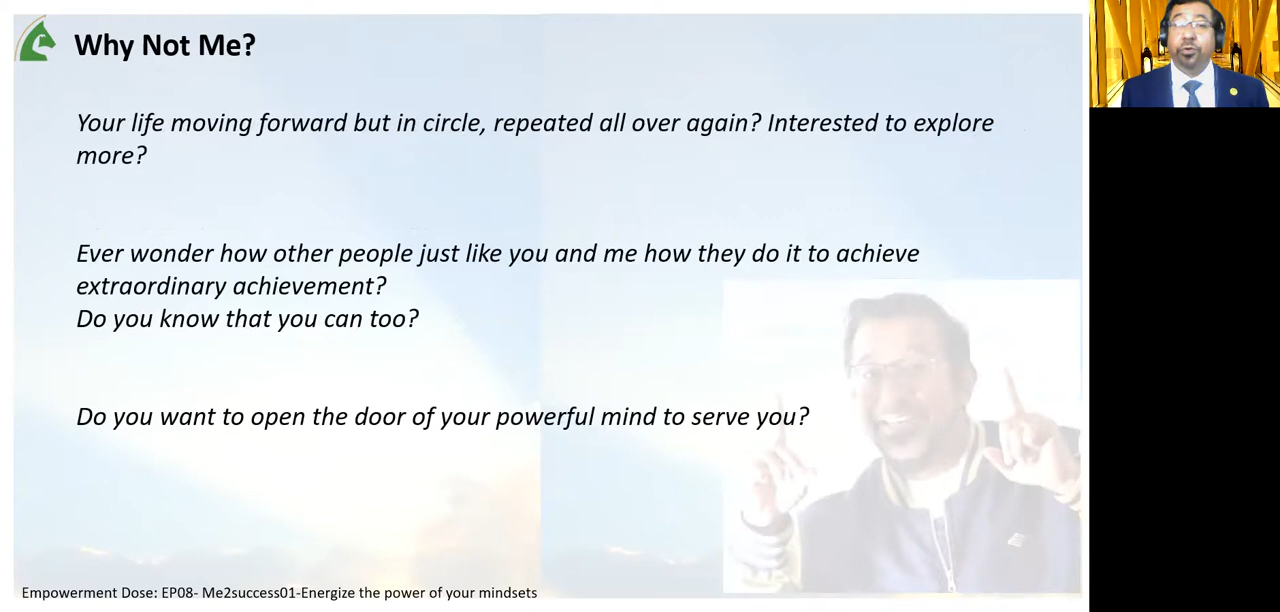 Why Not Me?
Your life moving forward but in circle, repeated all over again? Interested to explore
more?
Ever wonder how other people just like you and me how they do it to achieve
extraordinary achievement?
Do you know that you can too?
Do you want to open the door of your powerful mind to serve you?
Empowerment Dose: EP08- Me2success01-Energize the power of your mindsets